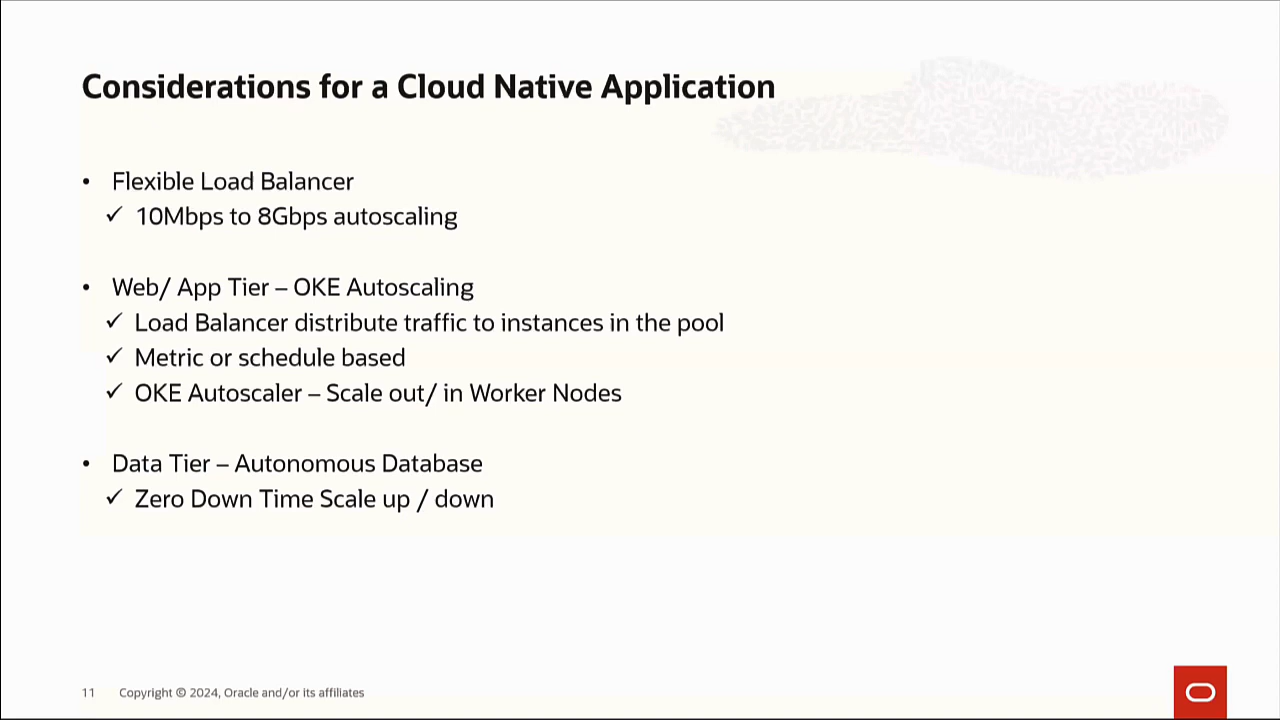 Considerations for a Cloud Native Application
• Flexible Load Balancer
✓ 10Mbps to 8Gbps autoscaling
• Web/ App Tier – OKE Autoscaling
✓ Load Balancer distribute traffic to instances in the pool
✓ Metric or schedule based
✓ OKE Autoscaler – Scale out/ in Worker Nodes
• Data Tier – Autonomous Database
✓ Zero Down Time Scale up / down
11 Copyright © 2024, Oracle and/or its affiliates